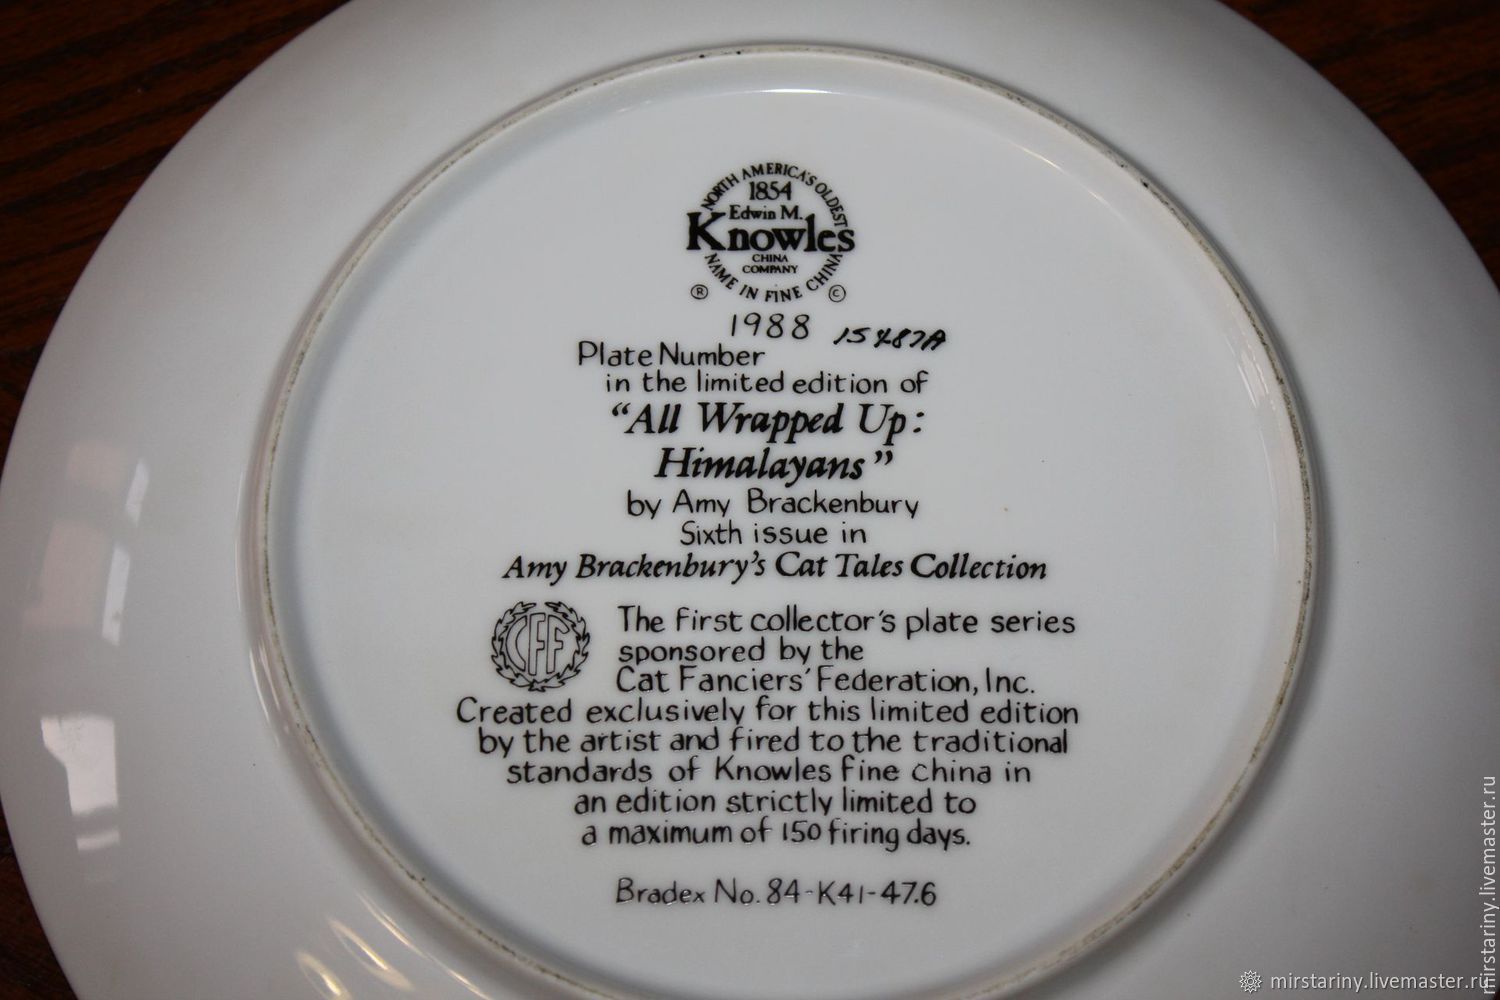 NORTH AMERICA'S OLDEST
1854
Edwin M.
Knowles
CHINA
COMPANY
NAME IN FINE CHINA
® ©
1988 15487A
Plate Number
in the limited edition of
“All Wrapped Up:
Himalayans”
by Amy Brackenbury
Sixth issue in
Amy Brackenbury's Cat Tales Collection
CFF
The first collector's plate series
sponsored by the
Cat Fanciers' Federation, Inc.
Created exclusively for this limited edition
by the artist and fired to the traditional
standards of Knowles fine china in
an edition strictly limited to
a maximum of 150 firing days.
Bradex No. 84-K41-47.6
mirstariny.livemaster.ru
mirstariny.livemaster.ru